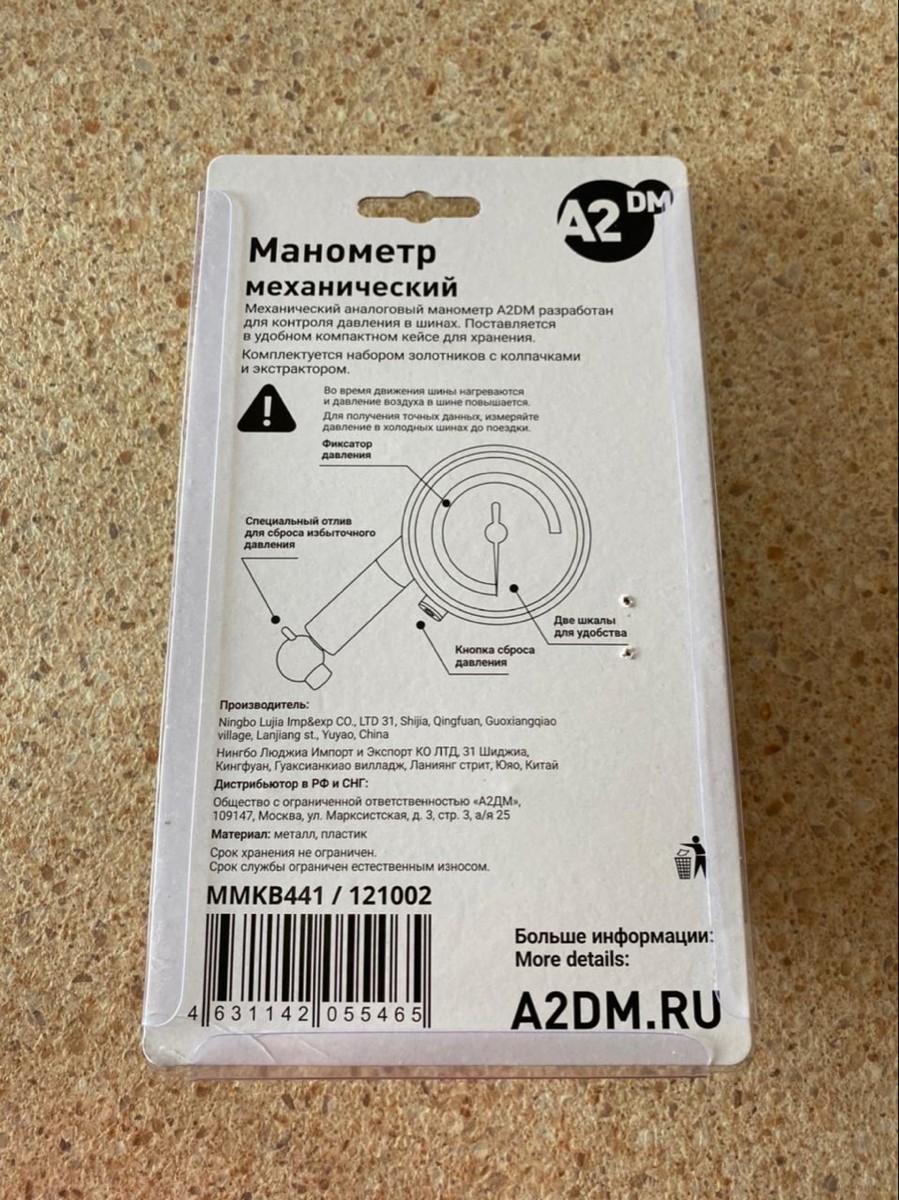 A2DM
Манометр
механический
Механический аналоговый манометр A2DM разработан
для контроля давления в шинах. Поставляется
в удобном компактном кейсе для хранения.
Комплектуется набором золотников с колпачками
и экстрактором.
Во время движения шины нагреваются
и давление воздуха в шине повышается.
Для получения точных данных, измеряйте
давление в холодных шинах до поездки.
Фиксатор
давления
Специальный отлив
для сброса избыточного
давления
Две шкалы
для удобства
Кнопка сброса
давления
Производитель:
Ningbo Lujia Imp&exp CO., LTD 31, Shijia, Qingfuan, Guoxiangqiao
village, Lanjiang st., Yuyao, China
Нингбо Люджиа Импорт и Экспорт КО ЛТД, 31 Шиджиа,
Кингфуан, Гуаксианкиао вилладж, Ланиянг стрит, Юяо, Китай
Дистрибьютор в РФ и СНГ:
Общество с ограниченной ответственностью «А2ДМ»,
109147, Москва, ул. Марксистская, д. 3, стр. 3, а/я 25
Материал: металл, пластик
Срок хранения не ограничен.
Срок службы ограничен естественным износом.
MMKB441 / 121002
4 631142 055465
Больше информации:
More details:
A2DM.RU